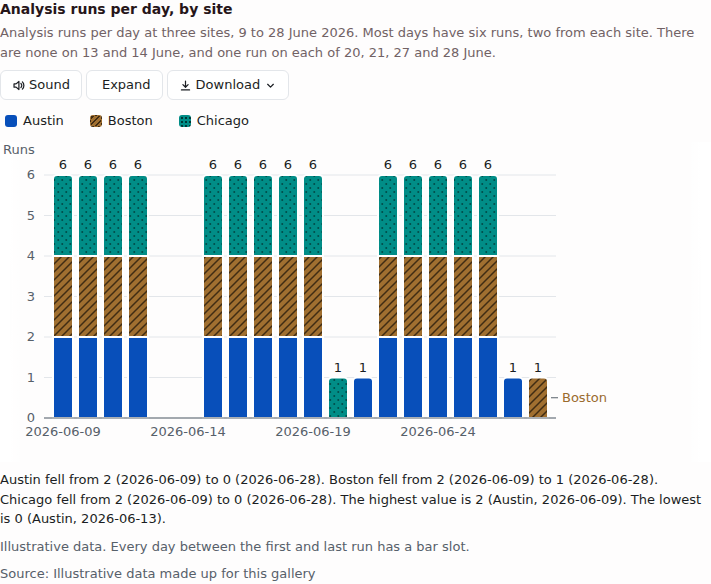 Analysis runs per day, by site
Analysis runs per day at three sites, 9 to 28 June 2026. Most days have six runs, two from each site. There
are none on 13 and 14 June, and one run on each of 20, 21, 27 and 28 June.
Sound Expand Download
Austin Boston Chicago
Runs
6 6 6 6 6 6 6 6 6 6 6 6 6 6
6
5
4
3
2
1 1 1 1
1
Boston
0
2026-06-09 2026-06-14 2026-06-19 2026-06-24
Austin fell from 2 (2026-06-09) to 0 (2026-06-28). Boston fell from 2 (2026-06-09) to 1 (2026-06-28).
Chicago fell from 2 (2026-06-09) to 0 (2026-06-28). The highest value is 2 (Austin, 2026-06-09). The lowest
is 0 (Austin, 2026-06-13).
Illustrative data. Every day between the first and last run has a bar slot.
Source: Illustrative data made up for this gallery